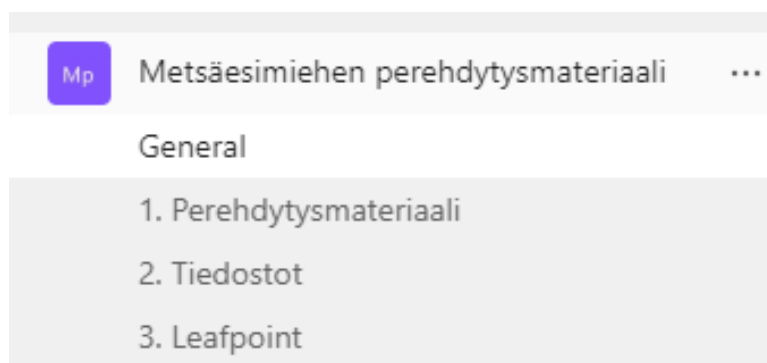 Mp Metsäesimiehen perehdytysmateriaali ...
General
1. Perehdytysmateriaali
2. Tiedostot
3. Leafpoint